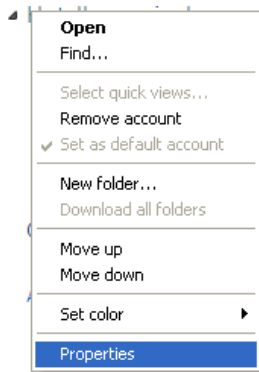 Open
Find...
Select quick views...
Remove account
Set as default account
New folder...
Download all folders
Move up
Move down
Set color
Properties